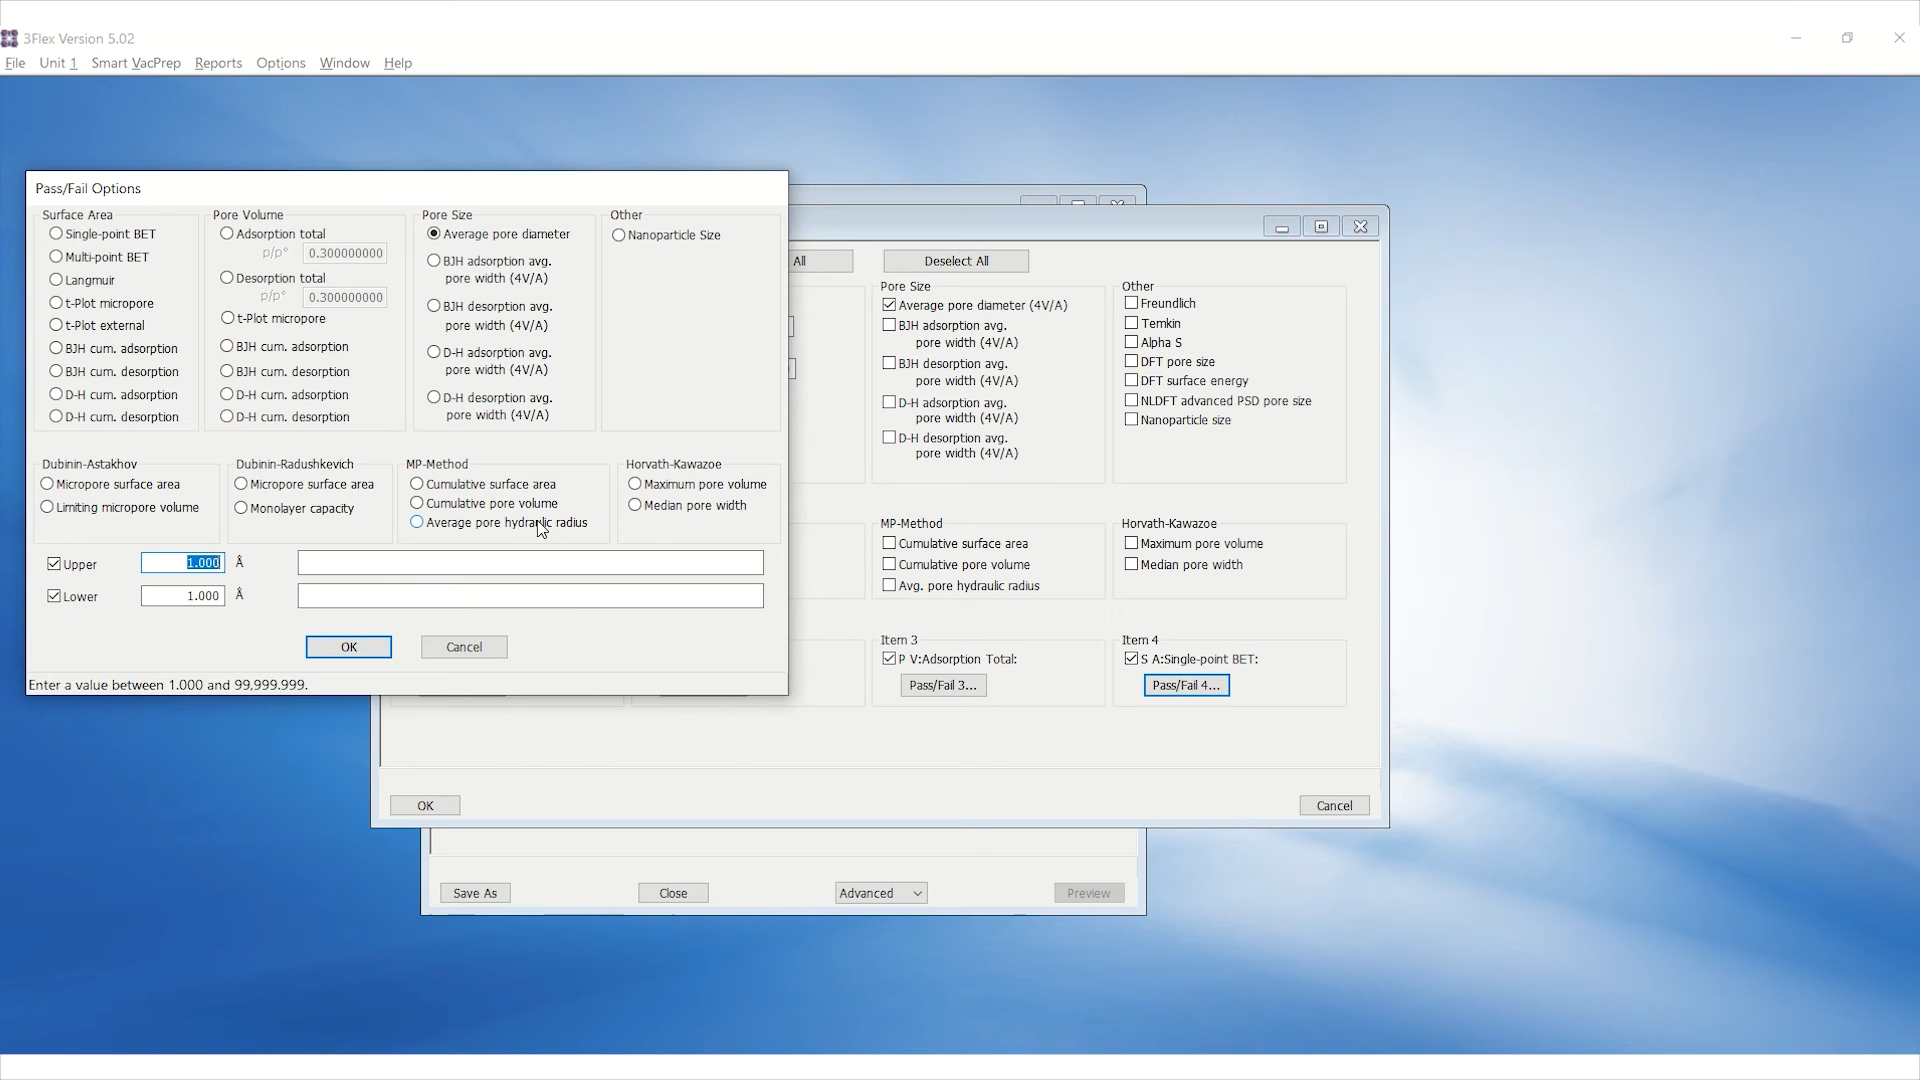 3Flex Version 5.02
File Unit 1 Smart VacPrep Reports Options Window Help
Pass/Fail Options
Surface Area
Single-point BET
Multi-point BET
Langmuir
t-Plot micropore
t-Plot external
BJH cum. adsorption
BJH cum. desorption
D-H cum. adsorption
D-H cum. desorption
Pore Volume
Adsorption total
p/p° 0.300000000
Desorption total
p/p° 0.300000000
t-Plot micropore
BJH cum. adsorption
BJH cum. desorption
D-H cum. adsorption
D-H cum. desorption
Pore Size
Average pore diameter
BJH adsorption avg.
pore width (4V/A)
BJH desorption avg.
pore width (4V/A)
D-H adsorption avg.
pore width (4V/A)
D-H desorption avg.
pore width (4V/A)
Other
Nanoparticle Size
Dubinin-Astakhov
Micropore surface area
Limiting micropore volume
Dubinin-Radushkevich
Micropore surface area
Monolayer capacity
MP-Method
Cumulative surface area
Cumulative pore volume
Average pore hydraulic radius
Horvath-Kawazoe
Maximum pore volume
Median pore width
Upper 1.000 Å
Lower 1.000 Å
OK Cancel
Enter a value between 1.000 and 99,999.999.
All Deselect All
Pore Size
Average pore diameter (4V/A)
BJH adsorption avg.
pore width (4V/A)
BJH desorption avg.
pore width (4V/A)
D-H adsorption avg.
pore width (4V/A)
D-H desorption avg.
pore width (4V/A)
Other
Freundlich
Temkin
Alpha S
DFT pore size
DFT surface energy
NLDFT advanced PSD pore size
Nanoparticle size
MP-Method
Cumulative surface area
Cumulative pore volume
Avg. pore hydraulic radius
Horvath-Kawazoe
Maximum pore volume
Median pore width
Item 3
P V:Adsorption Total:
Pass/Fail 3...
Item 4
S A:Single-point BET:
Pass/Fail 4...
OK Cancel
Save As Close Advanced Preview